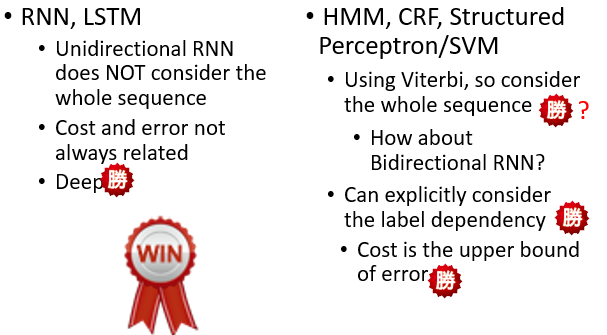 • RNN, LSTM
• Unidirectional RNN
does NOT consider the
whole sequence
• Cost and error not
always related
• Deep 勝
WIN
• HMM, CRF, Structured
Perceptron/SVM
• Using Viterbi, so consider
the whole sequence 勝 ?
• How about
Bidirectional RNN?
• Can explicitly consider
the label dependency 勝
• Cost is the upper bound
of error 勝